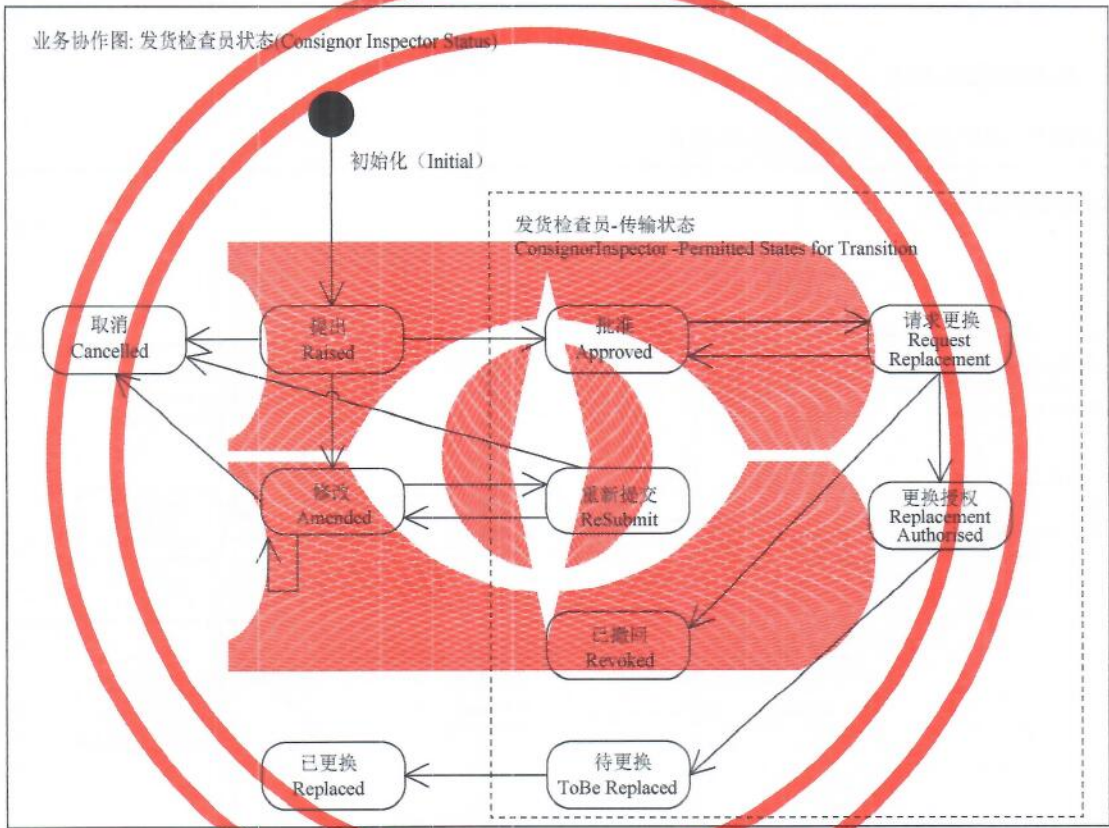 业务协作图: 发货检查员状态(Consignor Inspector Status)
初始化（Initial）
发货检查员-传输状态
ConsignorInspector -Permitted States for Transition
取消
Cancelled
提出
Raised
批准
Approved
请求更换
Request
Replacement
修改
Amended
重新提交
ReSubmit
更换授权
Replacement
Authorised
已撤回
Revoked
已更换
Replaced
待更换
ToBe Replaced